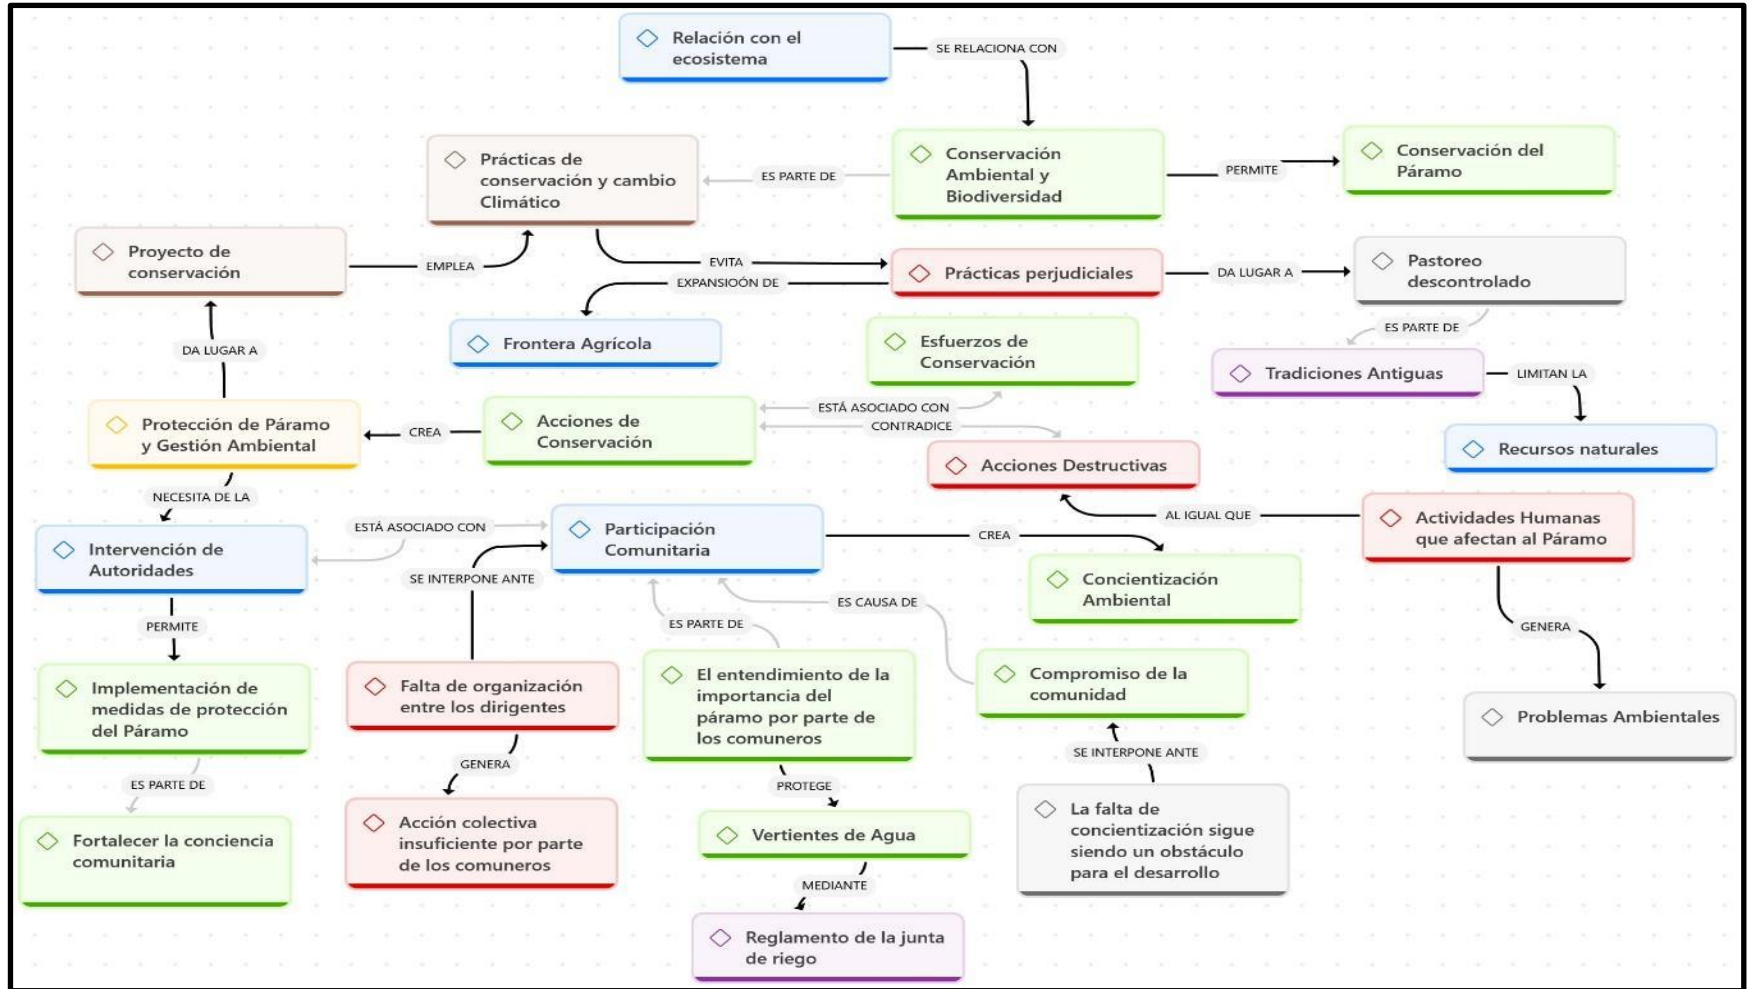 Relación con el
ecosistema
SE RELACIONA CON
Prácticas de
conservación y cambio
Climático
ES PARTE DE
Conservación
Ambiental y
Biodiversidad
PERMITE
Conservación del
Páramo
Proyecto de
conservación
EMPLEA
EVITA
EXPANSIOÓN DE
Prácticas perjudiciales
DA LUGAR A
Pastoreo
descontrolado
ES PARTE DE
DA LUGAR A
Frontera Agrícola
Esfuerzos de
Conservación
Tradiciones Antiguas
LIMITAN LA
Protección de Páramo
y Gestión Ambiental
CREA
Acciones de
Conservación
ESTÁ ASOCIADO CON
CONTRADICE
Acciones Destructivas
Recursos naturales
NECESITA DE LA
ESTÁ ASOCIADO CON
Participación
Comunitaria
CREA
AL IGUAL QUE
Actividades Humanas
que afectan al Páramo
Intervención de
Autoridades
SE INTERPONE ANTE
Concientización
Ambiental
ES CAUSA DE
PERMITE
ES PARTE DE
GENERA
Implementación de
medidas de protección
del Páramo
Falta de organización
entre los dirigentes
El entendimiento de la
importancia del
páramo por parte de
los comuneros
Compromiso de la
comunidad
Problemas Ambientales
ES PARTE DE
GENERA
PROTEGE
SE INTERPONE ANTE
Fortalecer la conciencia
comunitaria
Acción colectiva
insuficiente por parte
de los comuneros
Vertientes de Agua
La falta de
concientización sigue
siendo un obstáculo
para el desarrollo
MEDIANTE
Reglamento de la junta
de riego